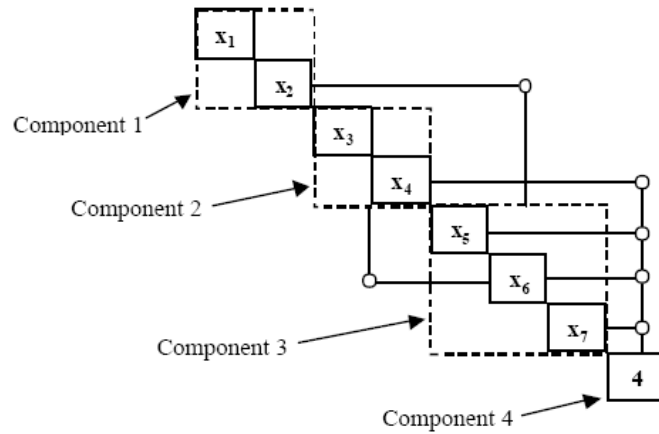 x₁
x₂
Component 1
x₃
x₄
Component 2
x₅
x₆
Component 3
x₇
4
Component 4